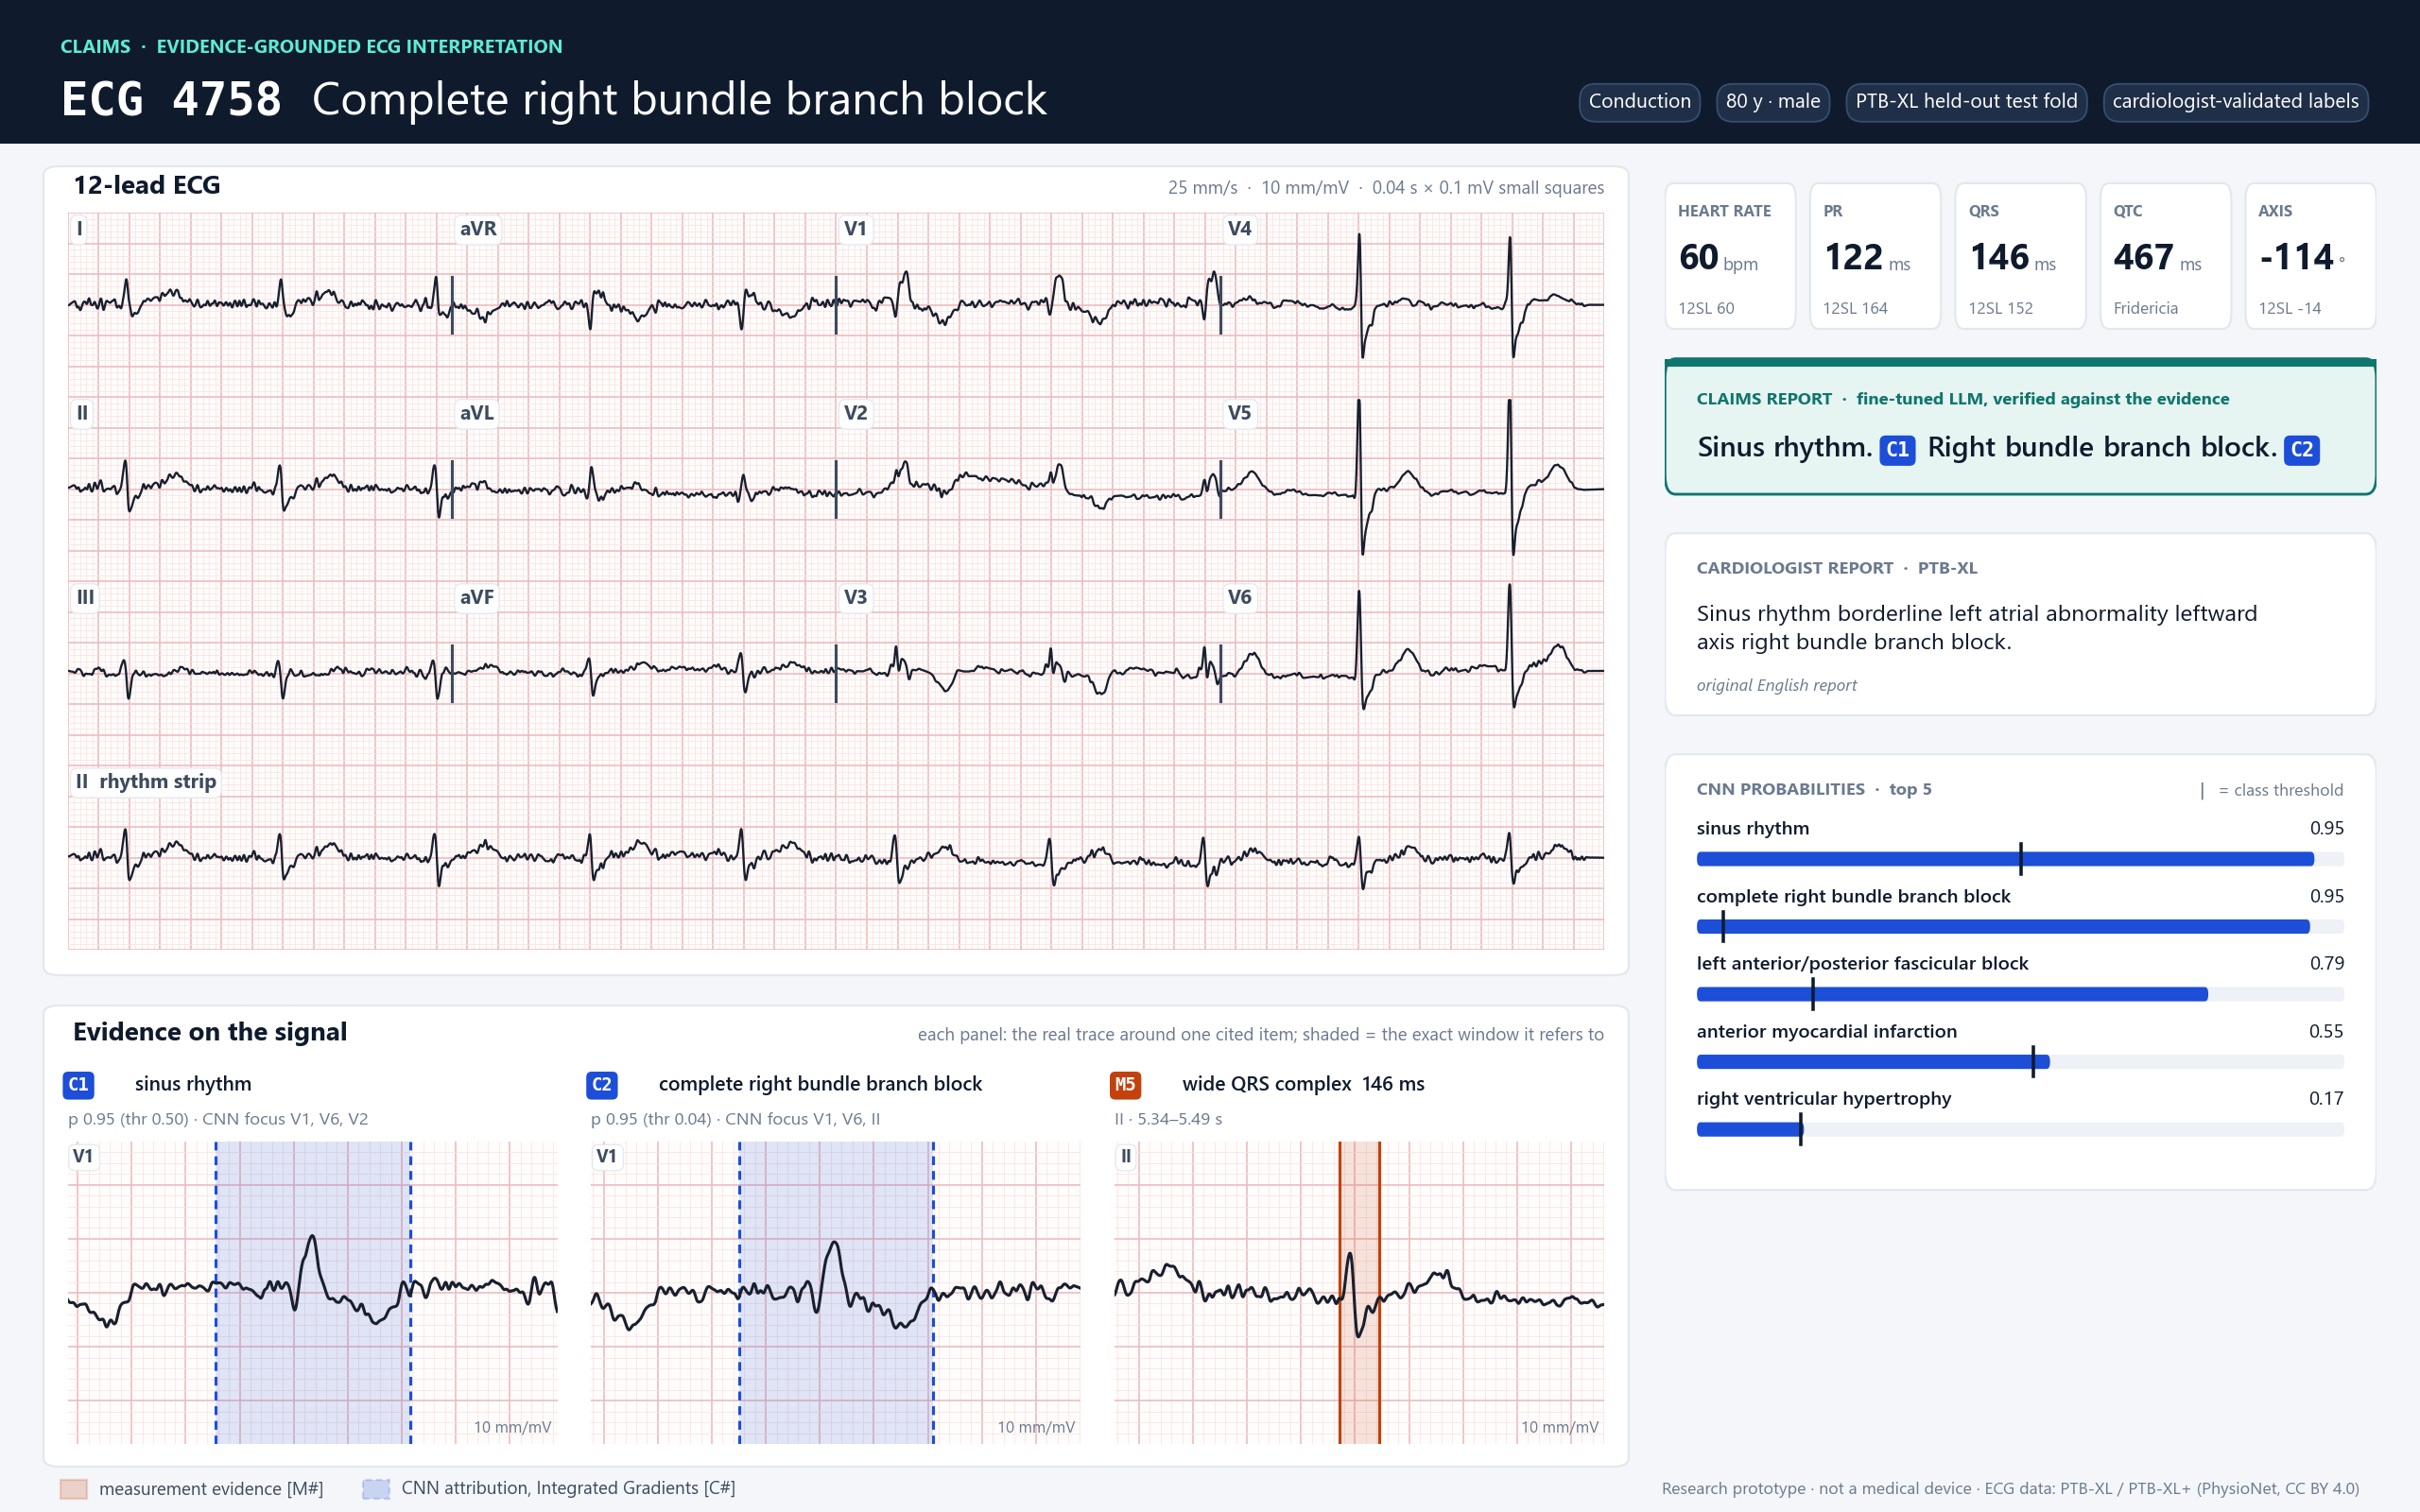 CLAIMS · EVIDENCE-GROUNDED ECG INTERPRETATION
ECG 4758 Complete right bundle branch block
Conduction
80 y · male
PTB-XL held-out test fold
cardiologist-validated labels
12-lead ECG
25 mm/s · 10 mm/mV · 0.04 s × 0.1 mV small squares
I aVR V1 V4
II aVL V2 V5
III aVF V3 V6
II rhythm strip
HEART RATE
60 bpm
12SL 60
PR
122 ms
12SL 164
QRS
146 ms
12SL 152
QTC
467 ms
Fridericia
AXIS
-114 °
12SL -14
CLAIMS REPORT · fine-tuned LLM, verified against the evidence
Sinus rhythm. C1 Right bundle branch block. C2
CARDIOLOGIST REPORT · PTB-XL
Sinus rhythm borderline left atrial abnormality leftward
axis right bundle branch block.
original English report
CNN PROBABILITIES · top 5
| = class threshold
sinus rhythm 0.95
complete right bundle branch block 0.95
left anterior/posterior fascicular block 0.79
anterior myocardial infarction 0.55
right ventricular hypertrophy 0.17
Evidence on the signal
each panel: the real trace around one cited item; shaded = the exact window it refers to
C1 sinus rhythm
p 0.95 (thr 0.50) · CNN focus V1, V6, V2
V1
10 mm/mV
C2 complete right bundle branch block
p 0.95 (thr 0.04) · CNN focus V1, V6, II
V1
10 mm/mV
M5 wide QRS complex 146 ms
II · 5.34–5.49 s
II
10 mm/mV
measurement evidence [M#]
CNN attribution, Integrated Gradients [C#]
Research prototype · not a medical device · ECG data: PTB-XL / PTB-XL+ (PhysioNet, CC BY 4.0)